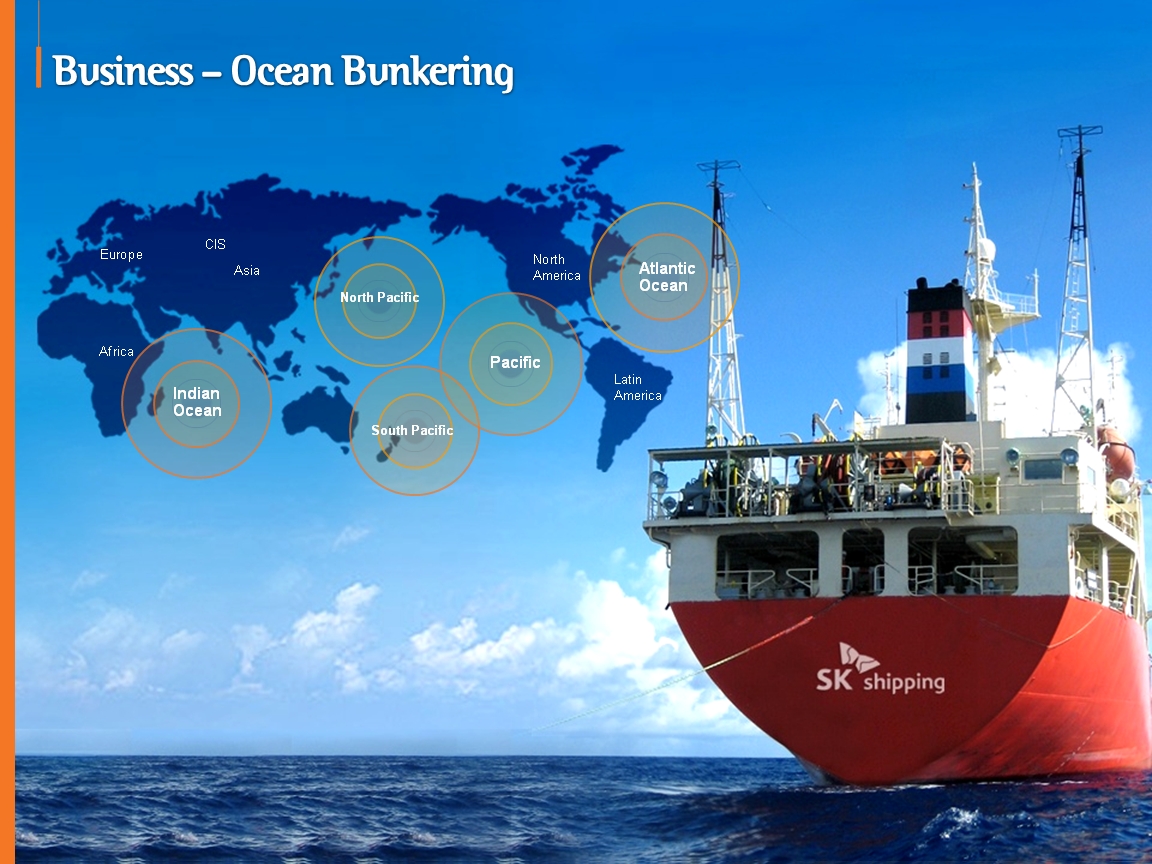 Business – Ocean Bunkering
Europe
CIS
Asia
Africa
Indian
Ocean
North Pacific
South Pacific
Pacific
North
America
Atlantic
Ocean
Latin
America
SK shipping